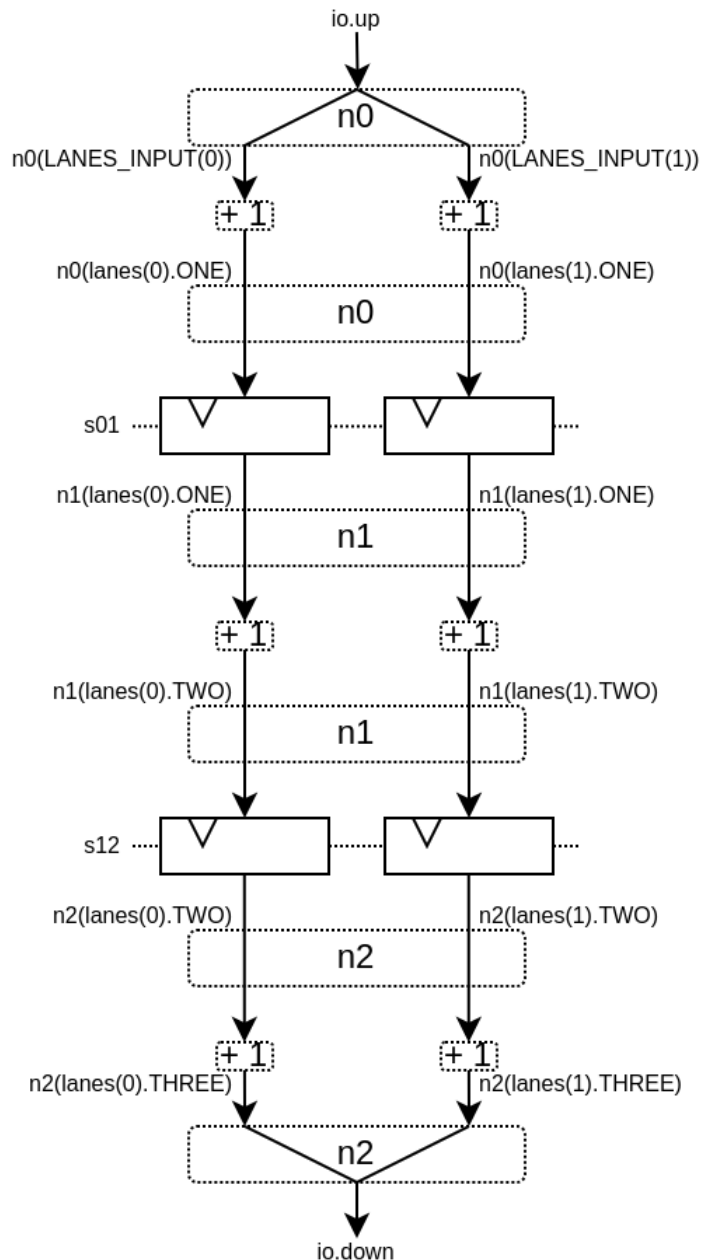 io.up
n0
n0(LANES_INPUT(0)) n0(LANES_INPUT(1))
+ 1 + 1
n0(lanes(0).ONE) n0(lanes(1).ONE)
n0
s01
n1(lanes(0).ONE) n1(lanes(1).ONE)
n1
+ 1 + 1
n1(lanes(0).TWO) n1(lanes(1).TWO)
n1
s12
n2(lanes(0).TWO) n2(lanes(1).TWO)
n2
+ 1 + 1
n2(lanes(0).THREE) n2(lanes(1).THREE)
n2
io.down